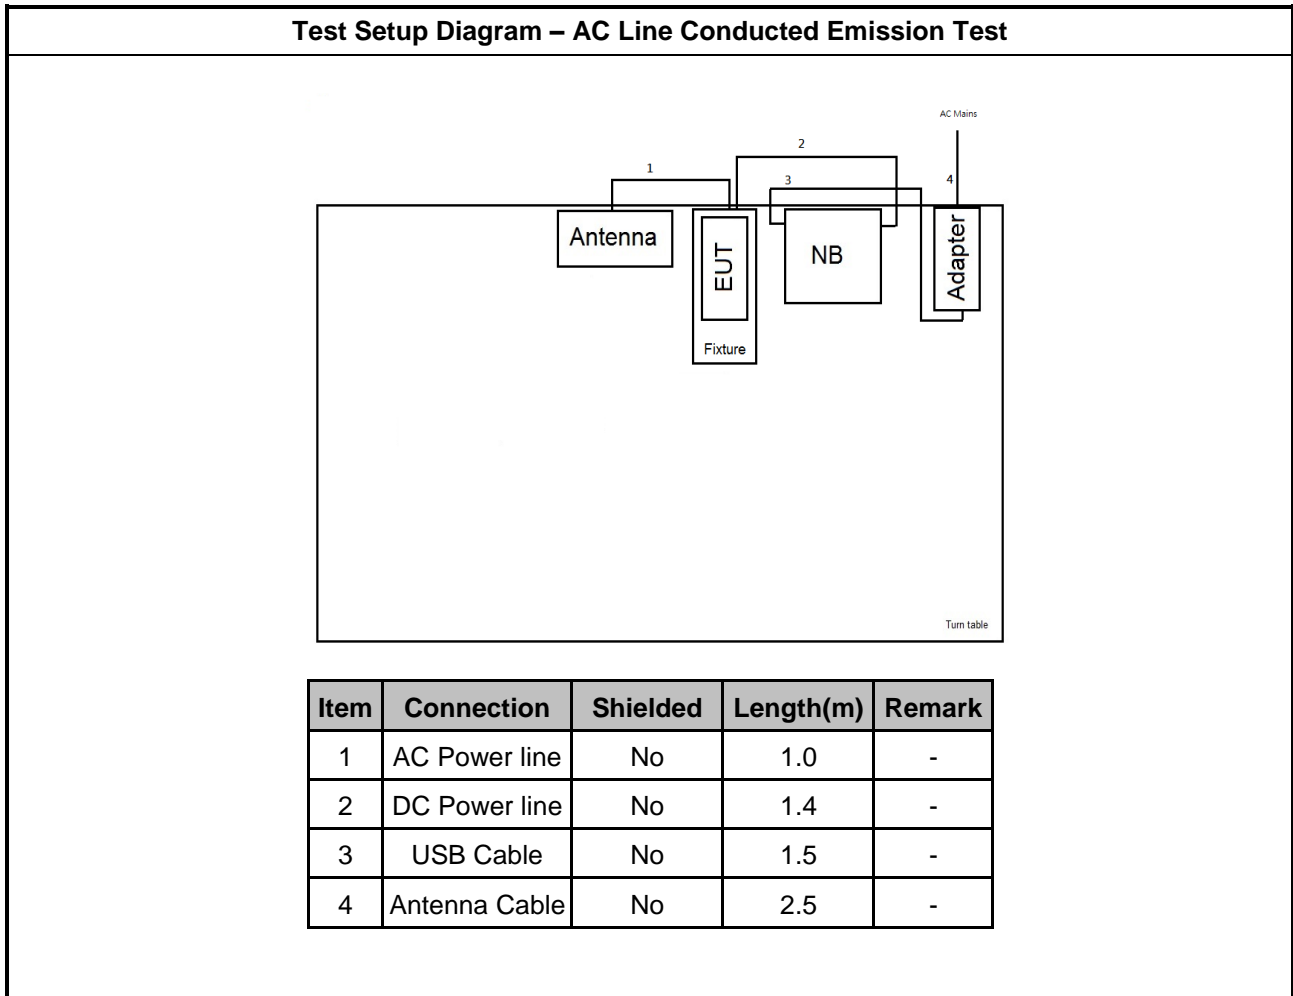 Test Setup Diagram – AC Line Conducted Emission Test
AC Mains
1
2
3
4
Antenna
EUT
Fixture
NB
Adapter
Turn table
Item Connection Shielded Length(m) Remark
1 AC Power line No 1.0 -
2 DC Power line No 1.4 -
3 USB Cable No 1.5 -
4 Antenna Cable No 2.5 -